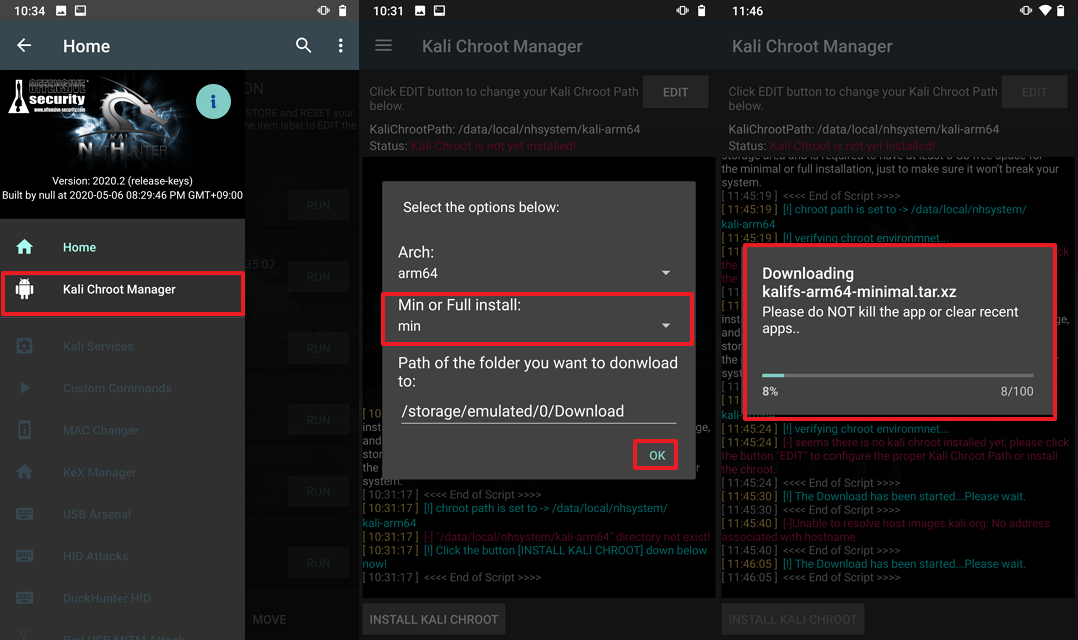 10:34
Home
OFFENSIVE
security
www.offensive-security.com
KALI
NETHUNTER
Version: 2020.2 (release-keys)
Built by null at 2020-05-06 08:29:46 PM GMT+09:00
Home
Kali Chroot Manager
Kali Services
Custom Commands
MAC Changer
KeX Manager
USB Arsenal
HID Attacks
DuckHunter HID
Bad USB MITM Attack
ON
STORE and RESET your
he item label to EDIT the
RUN
35:07
RUN
RUN
RUN
RUN
RUN
MOVE
10:31
Kali Chroot Manager
Click EDIT button to change your Kali Chroot Path
below.
EDIT
KaliChrootPath: /data/local/nhsystem/kali-arm64
Status: Kali Chroot is not yet installed!
Select the options below:
Arch:
arm64
Min or Full install:
min
Path of the folder you want to donwload
to:
/storage/emulated/0/Download
OK
[ 10:
inst
ge,
and
stor
the
r
system.
[ 10:31:17 ] <<<< End of Script >>>>
[ 10:31:17 ] [!] chroot path is set to -> /data/local/nhsystem/
kali-arm64
[ 10:31:17 ] [-] "/data/local/nhsystem/kali-arm64" directory not exist!
[ 10:31:17 ] [!] Click the button [INSTALL KALI CHROOT] down below
now!
[ 10:31:17 ] <<<< End of Script >>>>
INSTALL KALI CHROOT
11:46
Kali Chroot Manager
Click EDIT button to change your Kali Chroot Path
below.
EDIT
KaliChrootPath: /data/local/nhsystem/kali-arm64
Status: Kali Chroot is not yet installed!
storage area and is required to have at least 8 GB free space for
the minimal or full installation, just to make sure it won't break your
system.
[ 11:45:19 ] <<<< End of Script >>>>
[ 11:45:19 ] [!] chroot path is set to -> /data/local/nhsystem/
kali-arm64
[ 11:45:19 ] [!] verifying chroot environmnet...
Downloading
kalifs-arm64-minimal.tar.xz
Please do NOT kill the app or clear recent
apps..
8%
8/100
[ 11:45:24 ] [!] verifying chroot environmnet...
[ 11:45:24 ] [-] seems there is no kali chroot installed yet, please click
the button "EDIT" to configure the proper Kali Chroot Path or install
the chroot.
[ 11:45:24 ] <<<< End of Script >>>>
[ 11:45:30 ] [!] The Download has been started...Please wait.
[ 11:45:30 ] <<<< End of Script >>>>
[ 11:45:40 ] [-]Unable to resolve host images.kali.org: No address
associated with hostname
[ 11:45:40 ] <<<< End of Script >>>>
[ 11:46:05 ] [!] The Download has been started...Please wait.
[ 11:46:05 ] <<<< End of Script >>>>
INSTALL KALI CHROOT